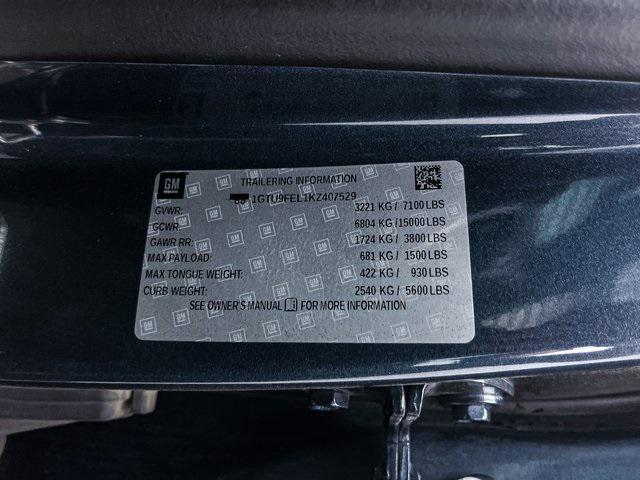 GM
TRAILERING INFORMATION
1GTU9FEL1KZ407529
GVWR: 3221 KG / 7100 LBS
GCWR: 6804 KG /15000 LBS
GAWR RR: 1724 KG / 3800 LBS
MAX PAYLOAD: 681 KG / 1500 LBS
MAX TONGUE WEIGHT: 422 KG / 930 LBS
CURB WEIGHT: 2540 KG / 5600 LBS
SEE OWNER'S MANUAL FOR MORE INFORMATION